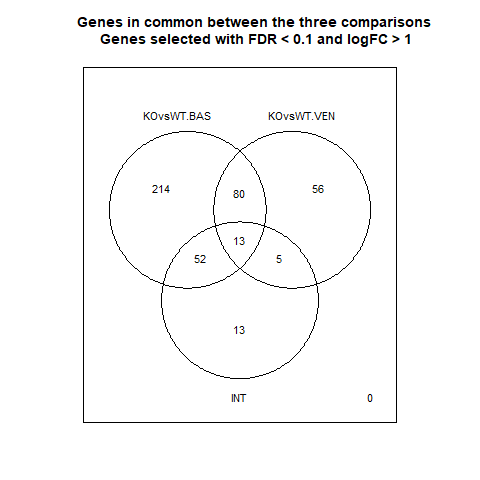 Genes in common between the three comparisons
Genes selected with FDR < 0.1 and logFC > 1
KOvsWT.BAS KOvsWT.VEN
214 80 56
13
52 5
13
INT 0